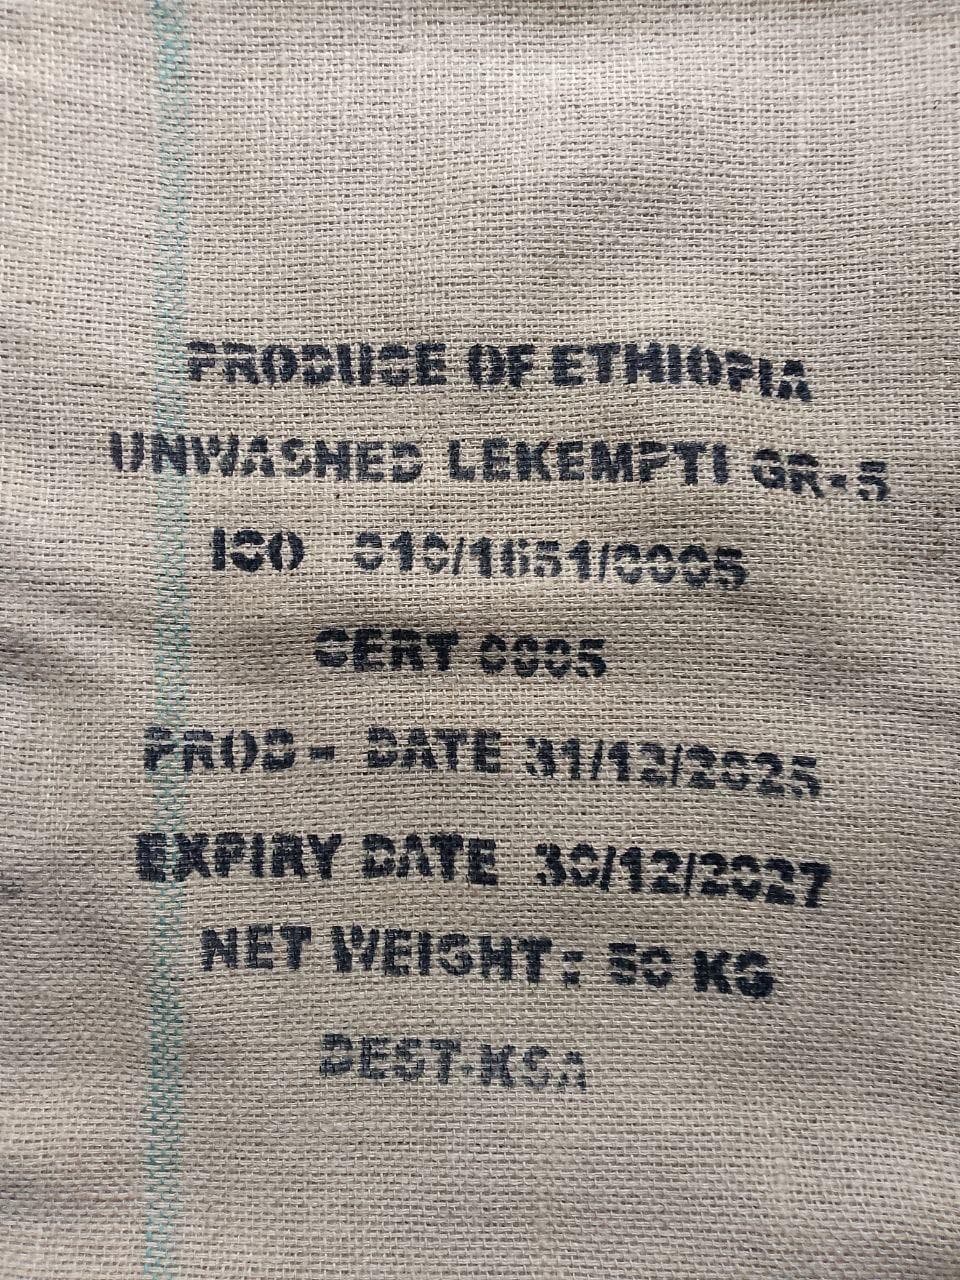 PRODUCE OF ETHIOPIA
UNWASHED LEKEMPTI GR-5
ICO 010/1651/0005
CERT 0005
PROD- DATE 31/12/2025
EXPIRY DATE 30/12/2027
NET WEIGHT: 50 KG
DEST-KSA